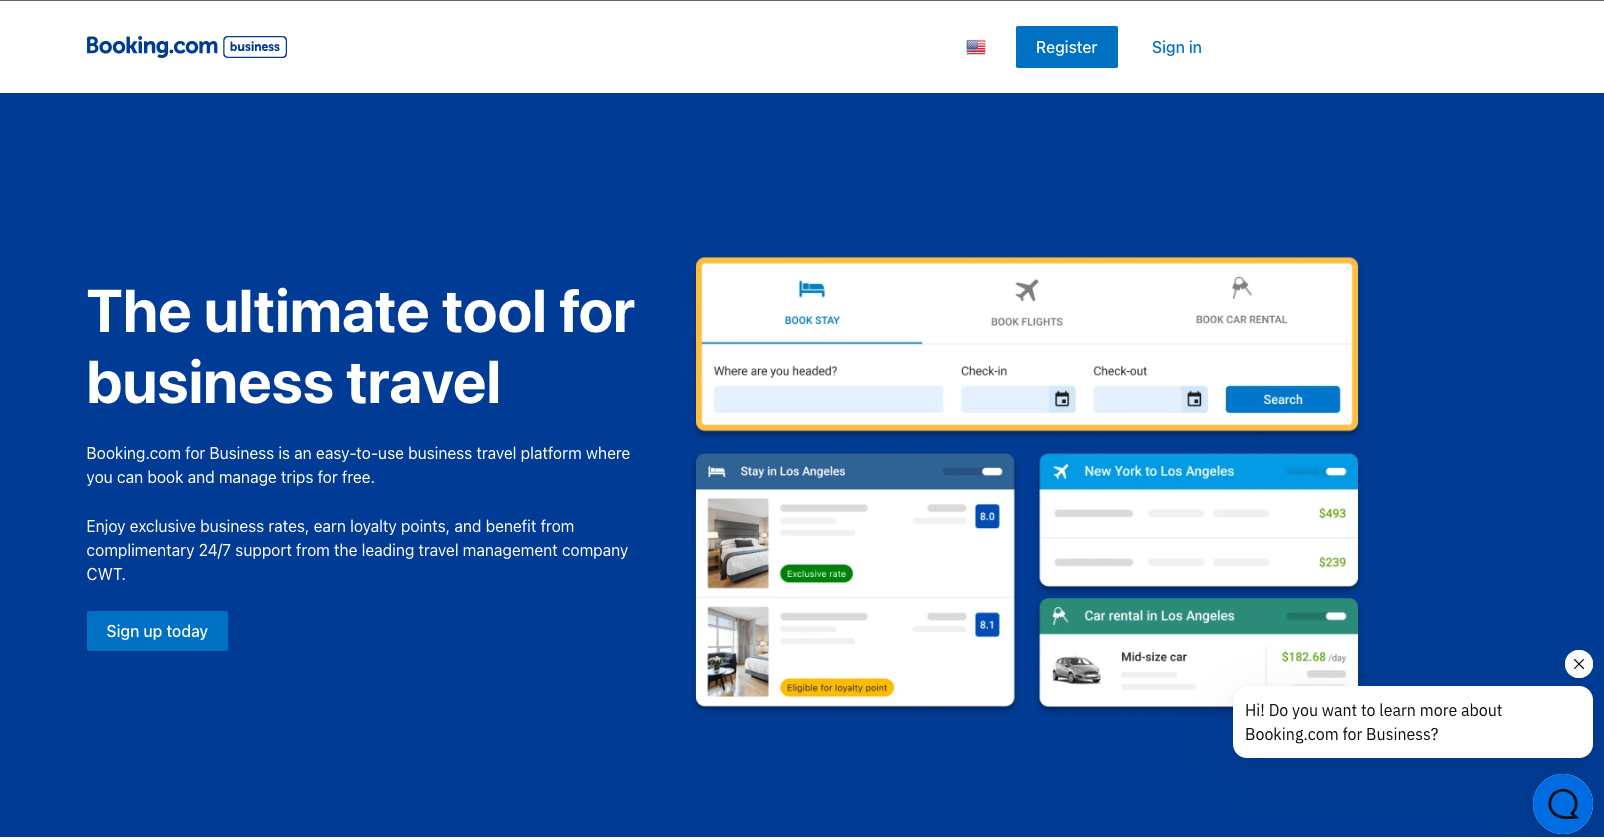 Booking.com business
Register
Sign in
The ultimate tool for
business travel
Booking.com for Business is an easy-to-use business travel platform where
you can book and manage trips for free.
Enjoy exclusive business rates, earn loyalty points, and benefit from
complimentary 24/7 support from the leading travel management company
CWT.
Sign up today
BOOK STAY
BOOK FLIGHTS
BOOK CAR RENTAL
Where are you headed?
Check-in
Check-out
Search
Stay in Los Angeles
8.0
Exclusive rate
8.1
Eligible for loyalty point
New York to Los Angeles
$493
$239
Car rental in Los Angeles
Mid-size car
$182.68 /day
Hi! Do you want to learn more about
Booking.com for Business?